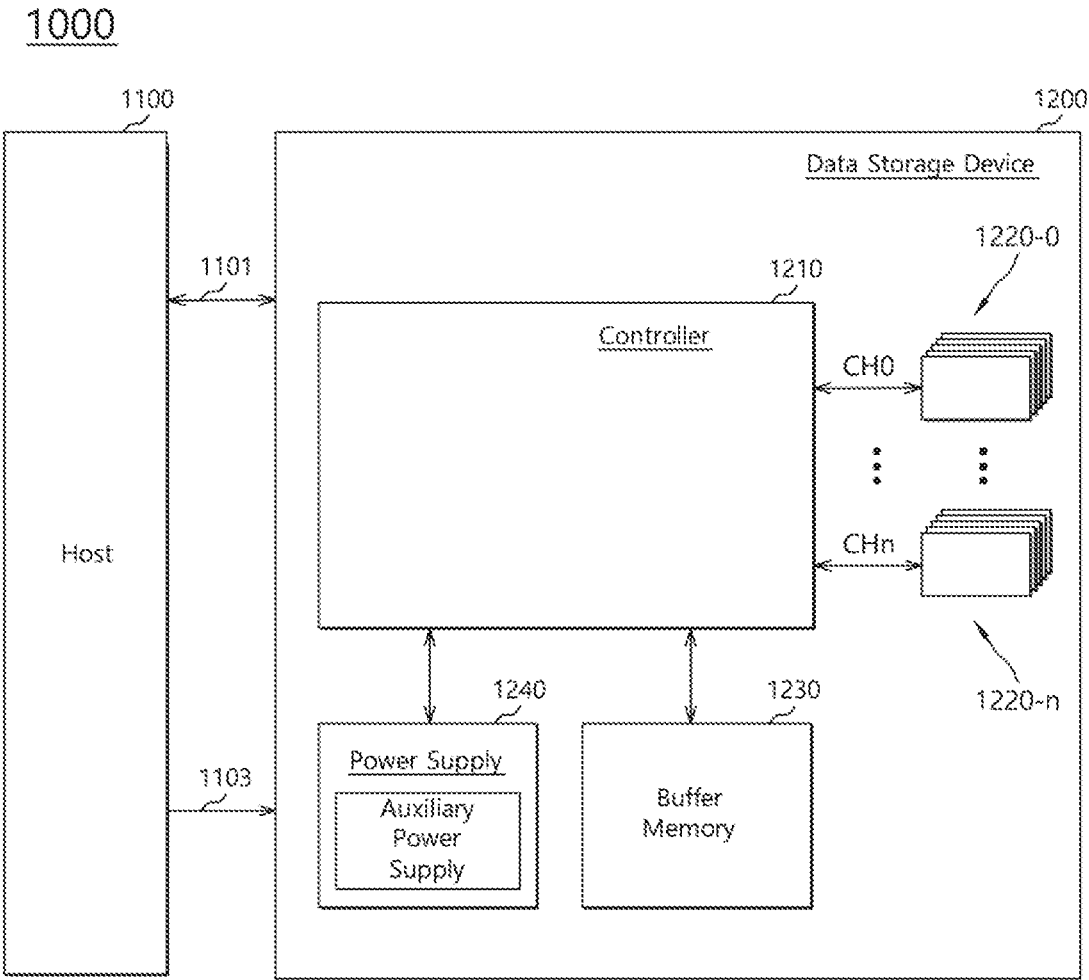 1000
1100
1200
Data Storage Device
1220-0
1101
1210
Controller
CH0
Host
CHn
1220-n
1240
1230
Power Supply
1103
Auxiliary
Power
Supply
Buffer
Memory